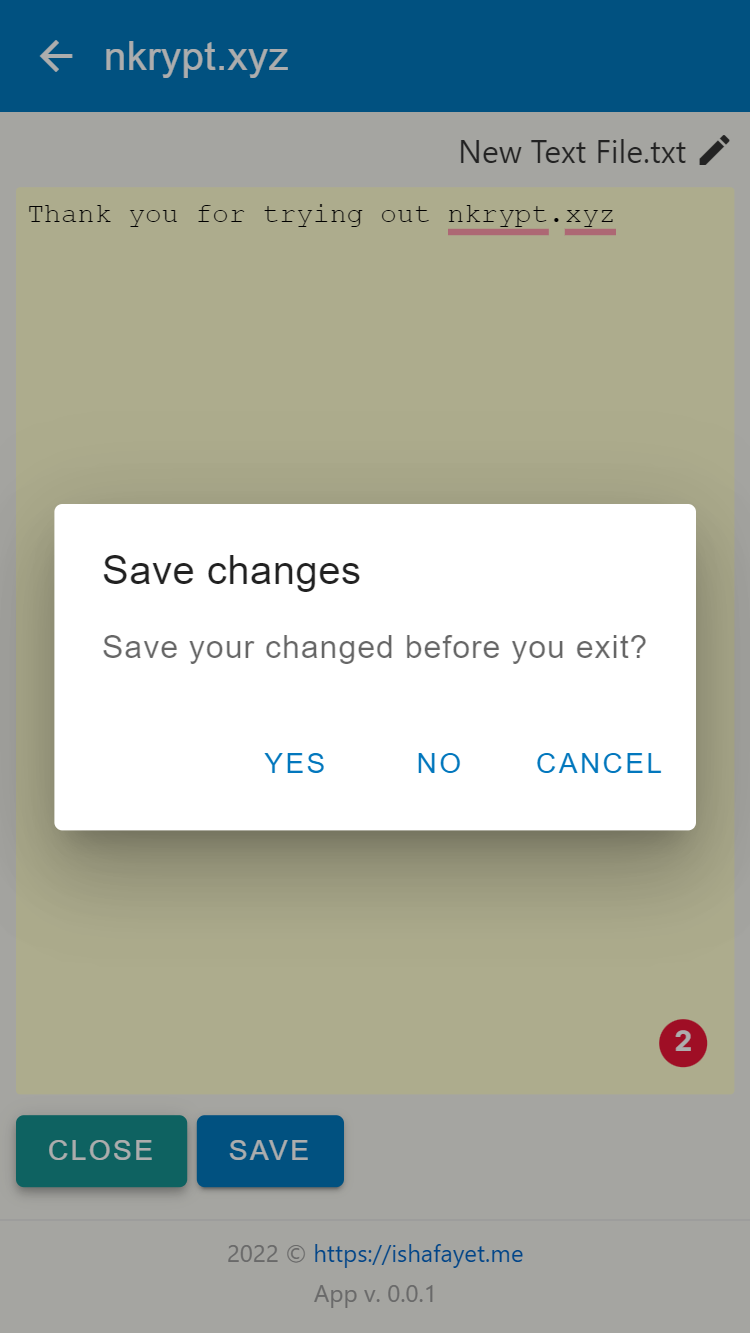 nkrypt.xyz
New Text File.txt
Thank you for trying out nkrypt.xyz
Save changes
Save your changed before you exit?
YES NO CANCEL
2
CLOSE SAVE
2022 © https://ishafayet.me
App v. 0.0.1